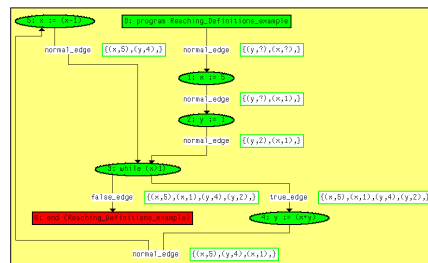 5: x := (x-1)
0: program Reaching_Definitions_example
normal_edge
{(x,5),(y,4),}
normal_edge
{(y,?),(x,?),}
1: x := 5
normal_edge
{(y,?),(x,1),}
2: y := 1
normal_edge
{(y,2),(x,1),}
3: while (x>1)
false_edge
{(x,5),(x,1),(y,4),(y,2),}
true_edge
{(x,5),(x,1),(y,4),(y,2),}
6: end (Reaching_Definitions_example)
4: y := (x*y)
normal_edge
{(x,5),(y,4),(x,1),}